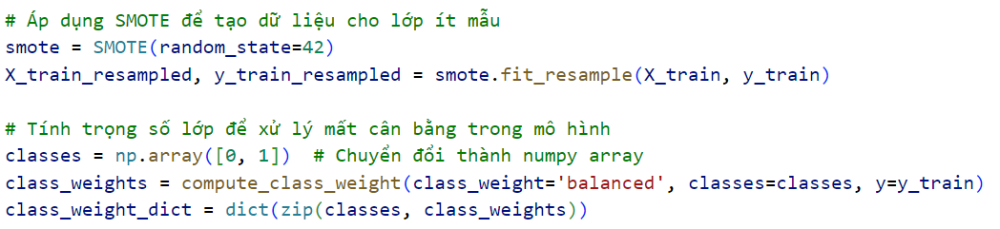 # Áp dụng SMOTE để tạo dữ liệu cho lớp ít mẫu
smote = SMOTE(random_state=42)
X_train_resampled, y_train_resampled = smote.fit_resample(X_train, y_train)
# Tính trọng số lớp để xử lý mất cân bằng trong mô hình
classes = np.array([0, 1])  # Chuyển đổi thành numpy array
class_weights = compute_class_weight(class_weight='balanced', classes=classes, y=y_train)
class_weight_dict = dict(zip(classes, class_weights))